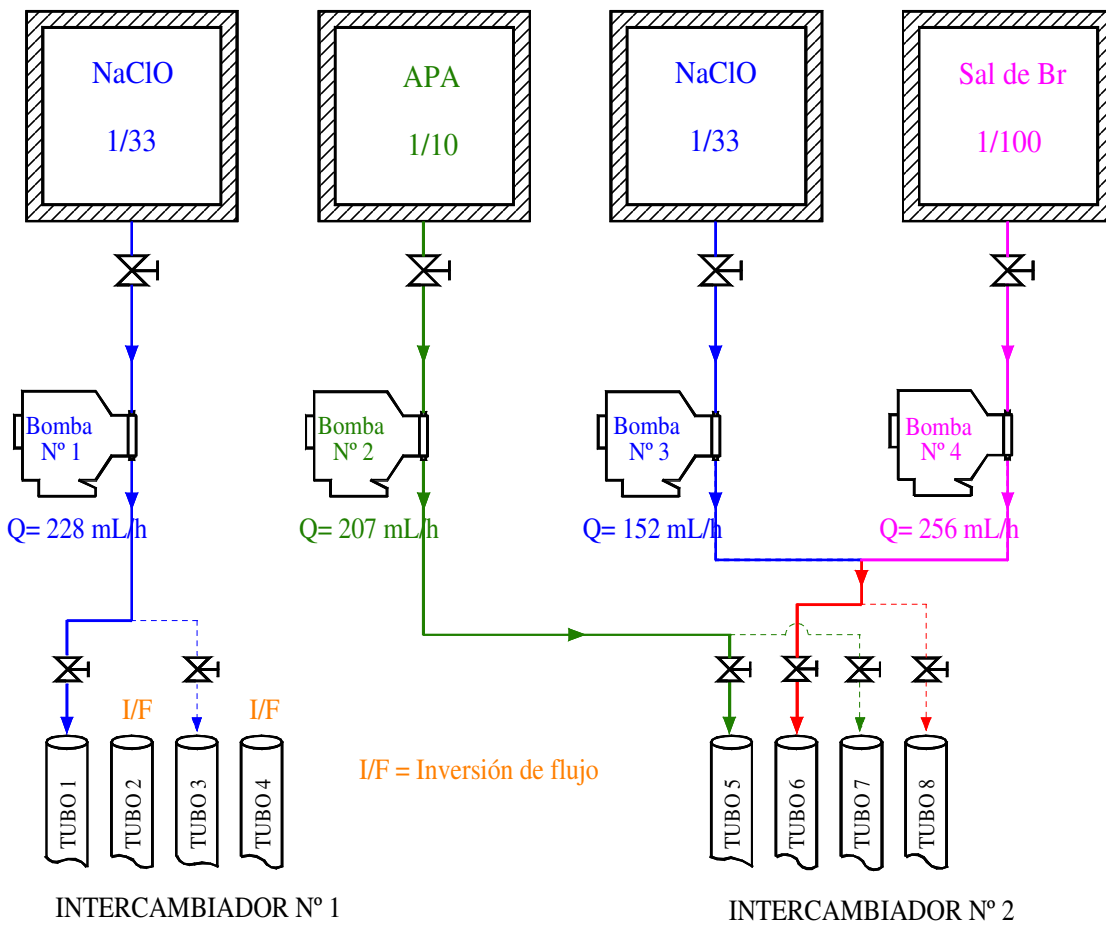 NaClO
1/33
APA
1/10
NaClO
1/33
Sal de Br
1/100
Bomba
Nº 1
Bomba
Nº 2
Bomba
Nº 3
Bomba
Nº 4
Q= 228 mL/h
Q= 207 mL/h
Q= 152 mL/h
Q= 256 mL/h
I/F
I/F
I/F = Inversión de flujo
TUBO 1
TUBO 2
TUBO 3
TUBO 4
TUBO 5
TUBO 6
TUBO 7
TUBO 8
INTERCAMBIADOR Nº 1
INTERCAMBIADOR Nº 2